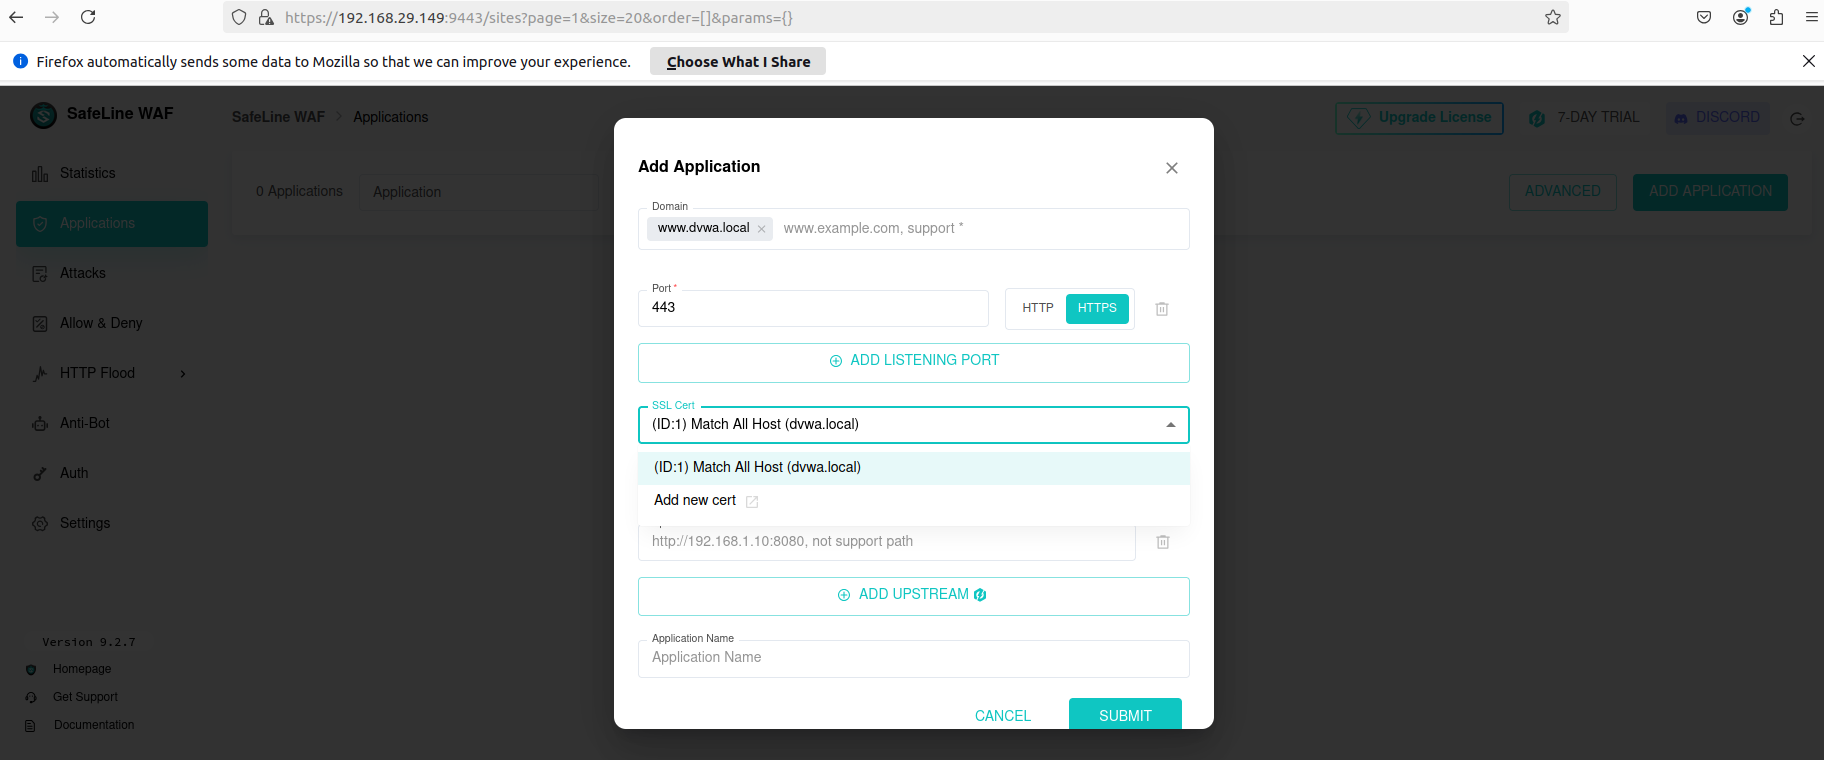 https://192.168.29.149:9443/sites?page=1&size=20&order=[]&params={}
Firefox automatically sends some data to Mozilla so that we can improve your experience. Choose What I Share
SafeLine WAF
SafeLine WAF > Applications
Upgrade License
7-DAY TRIAL
DISCORD
Statistics
Applications
Attacks
Allow & Deny
HTTP Flood
Anti-Bot
Auth
Settings
Version 9.2.7
Homepage
Get Support
Documentation
0 Applications
Application
ADVANCED
ADD APPLICATION
Add Application
Domain
www.dvwa.local www.example.com, support *
Port *
443
HTTP HTTPS
ADD LISTENING PORT
SSL Cert
(ID:1) Match All Host (dvwa.local)
(ID:1) Match All Host (dvwa.local)
Add new cert
http://192.168.1.10:8080, not support path
ADD UPSTREAM
Application Name
Application Name
CANCEL SUBMIT